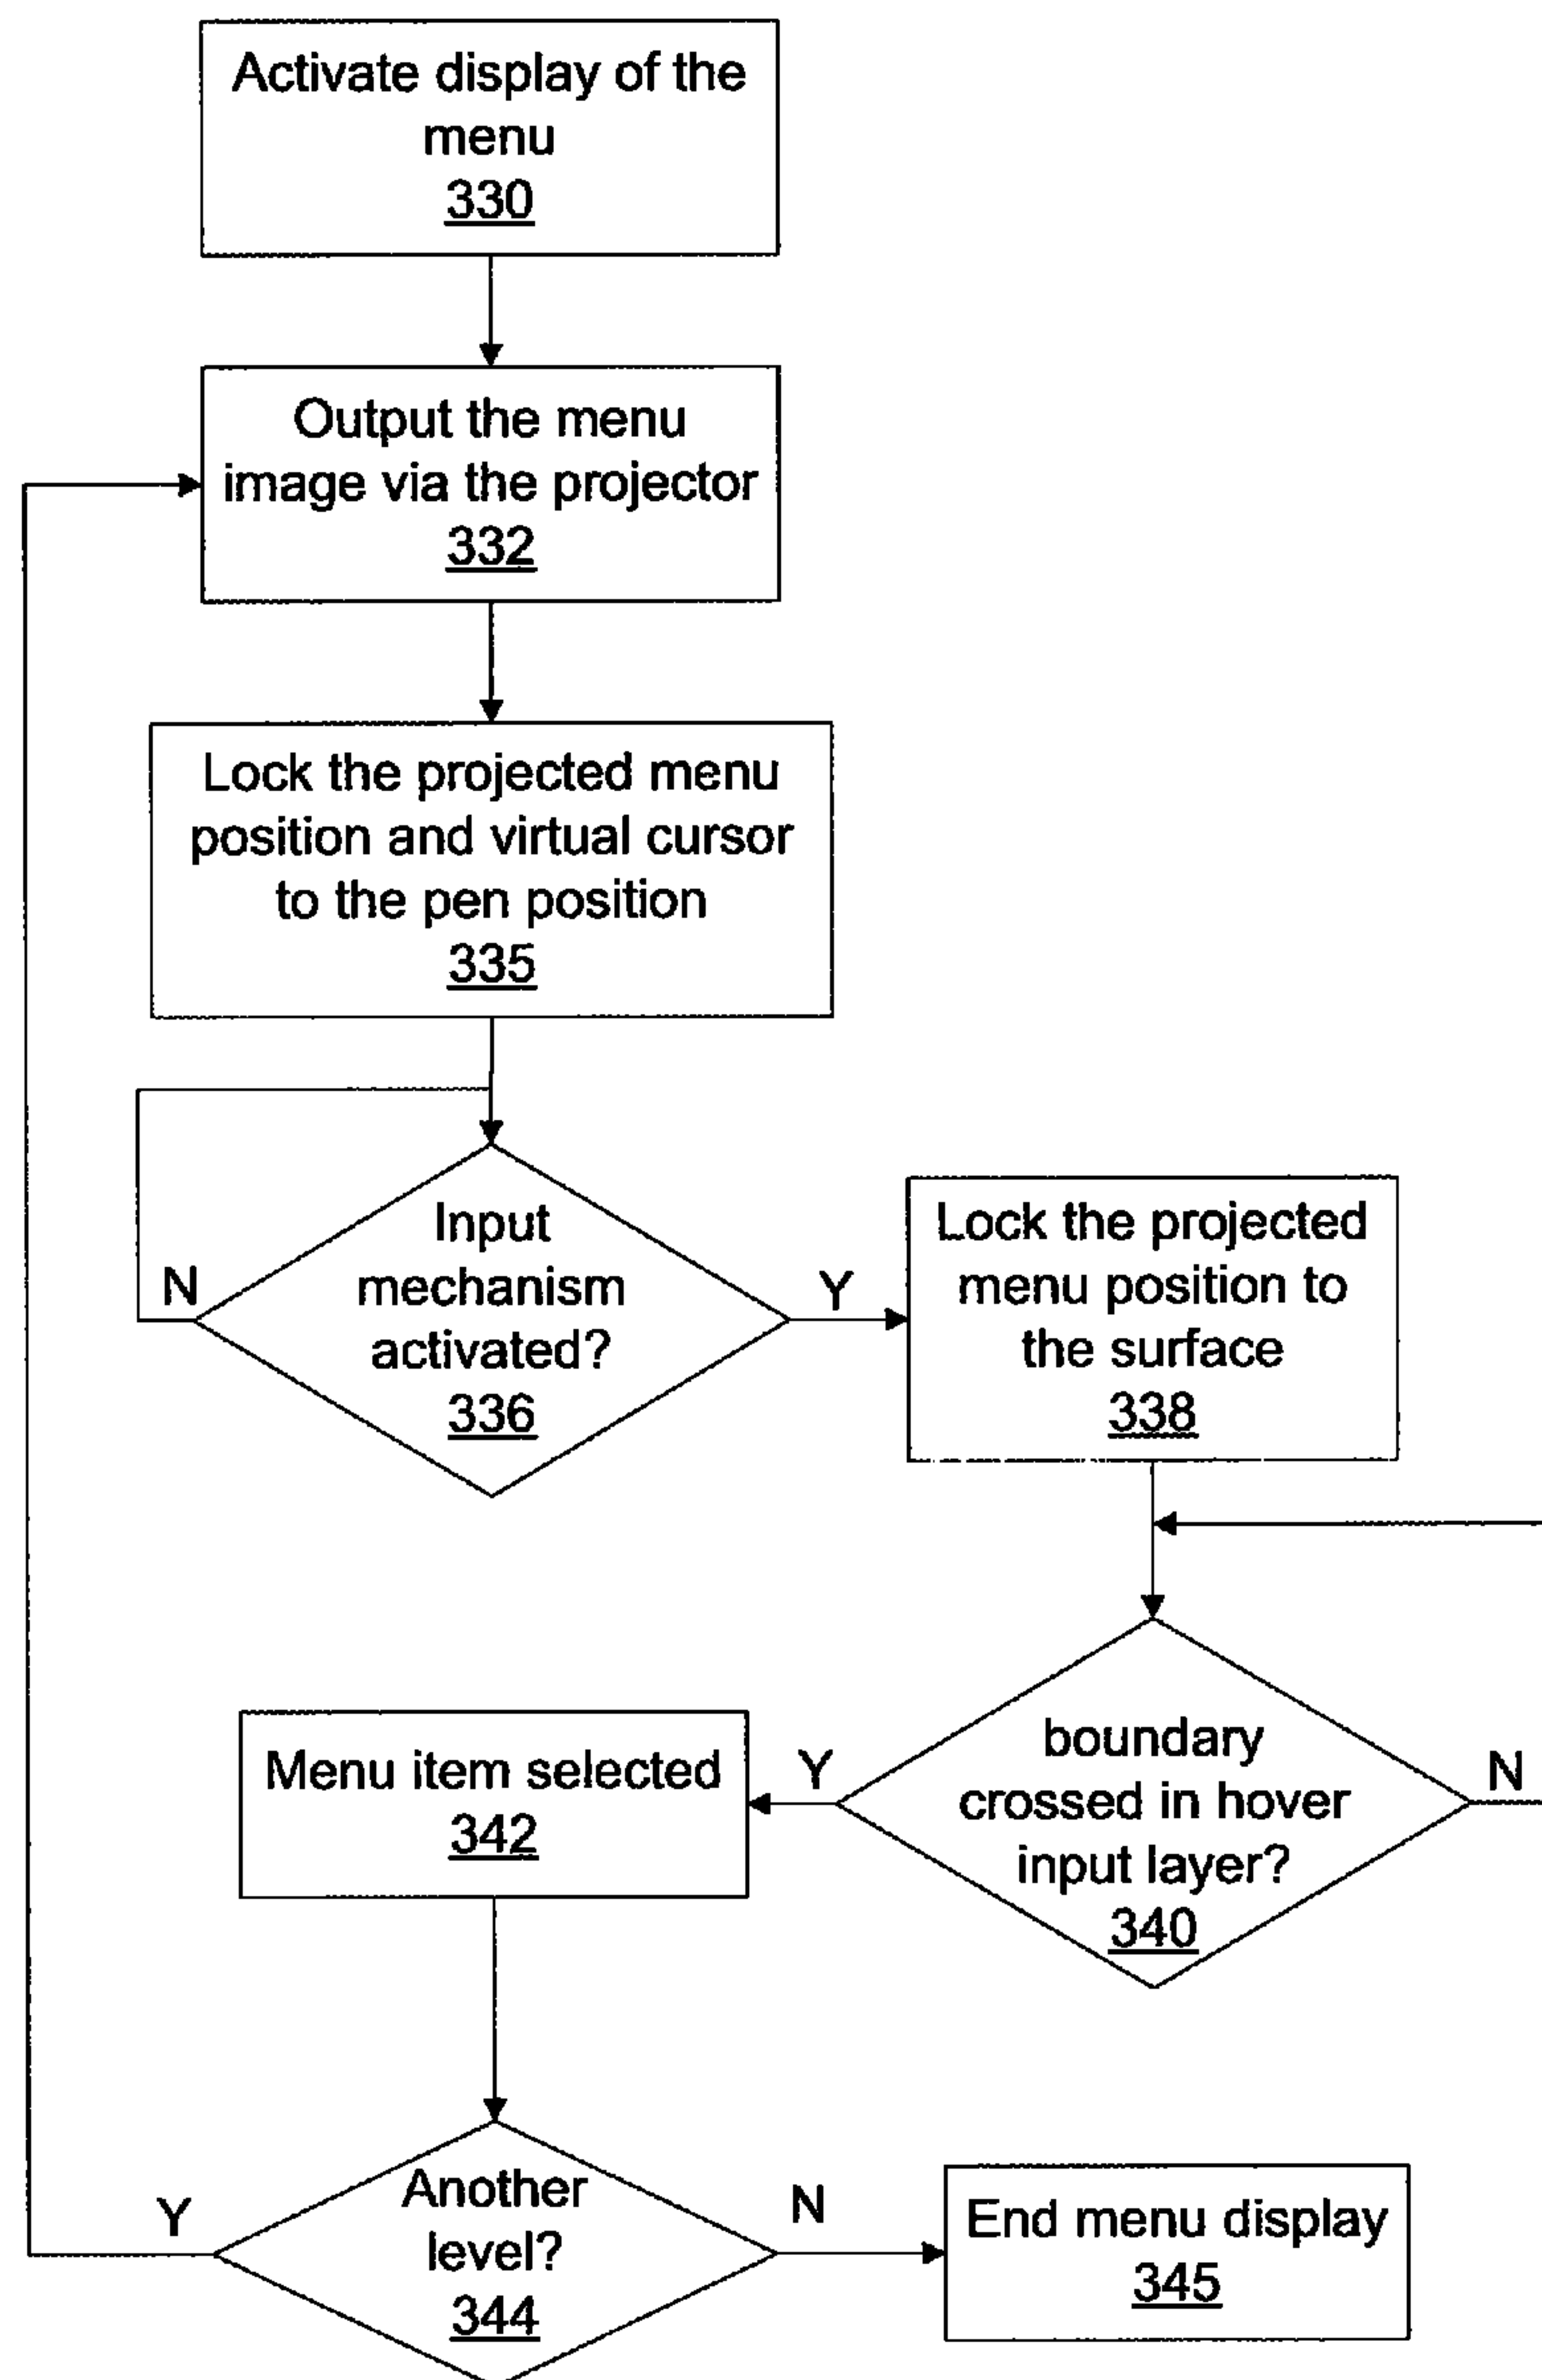 Activate display of the
menu
330
Output the menu
image via the projector
332
Lock the projected menu
position and virtual cursor
to the pen position
335
Input
mechanism
activated?
336
N
Y
Lock the projected
menu position to
the surface
338
boundary
crossed in hover
input layer?
340
N
Y
Menu item selected
342
Another
level?
344
Y
N
End menu display
345